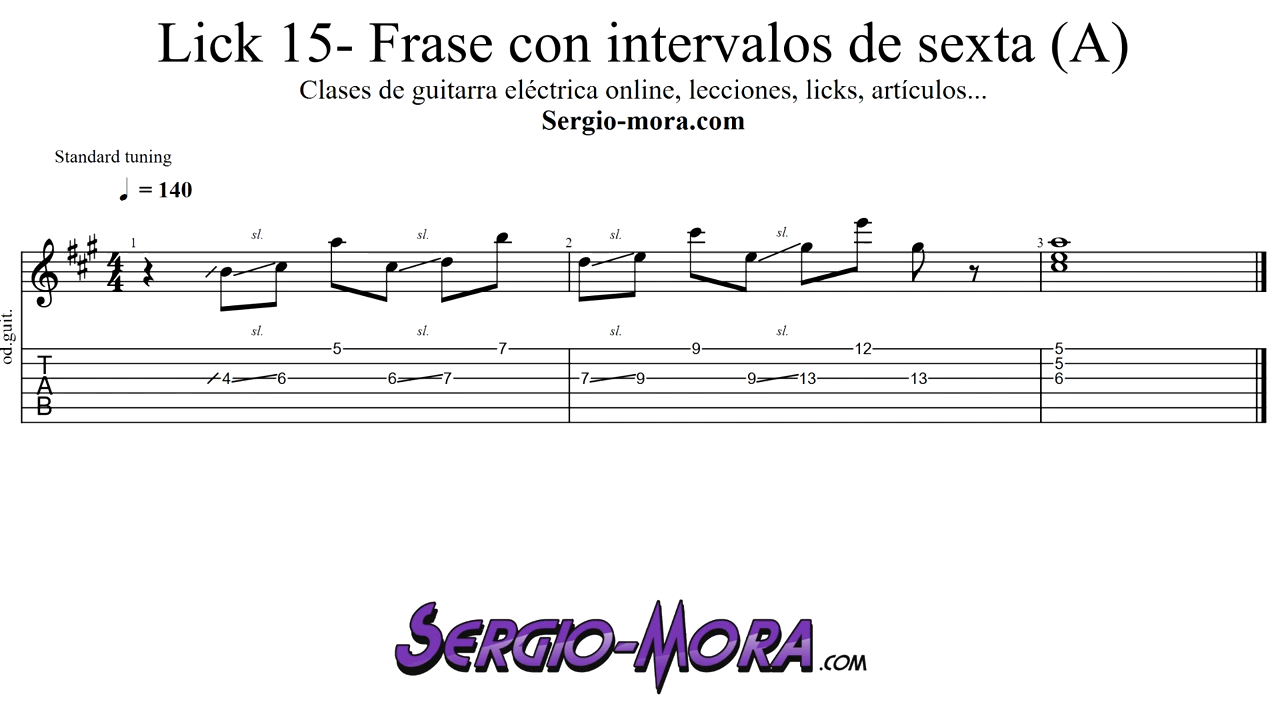 Lick 15- Frase con intervalos de sexta (A)
Clases de guitarra eléctrica online, lecciones, licks, artículos...
Sergio-mora.com
Standard tuning
= 140
1 sl. sl. 2 sl. sl. 3
4/4
od.guit.
sl. sl. sl. sl.
5 7 9 12 5
T 5
A 4 6 6 7 7 9 9 13 13 6
B
SERGIO-MORA.COM